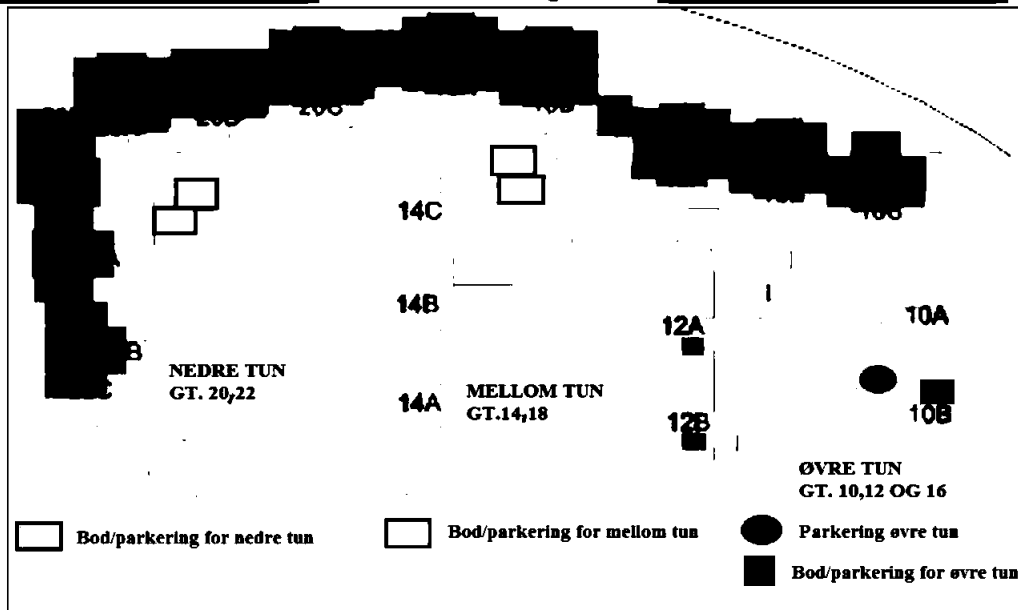 14C
14B
12A
10A
NEDRE TUN
GT. 20,22
MELLOM TUN
GT.14,18
14A
12B
10B
ØVRE TUN
GT. 10,12 OG 16
Bod/parkering for nedre tun
Bod/parkering for mellom tun
Parkering øvre tun
Bod/parkering for øvre tun